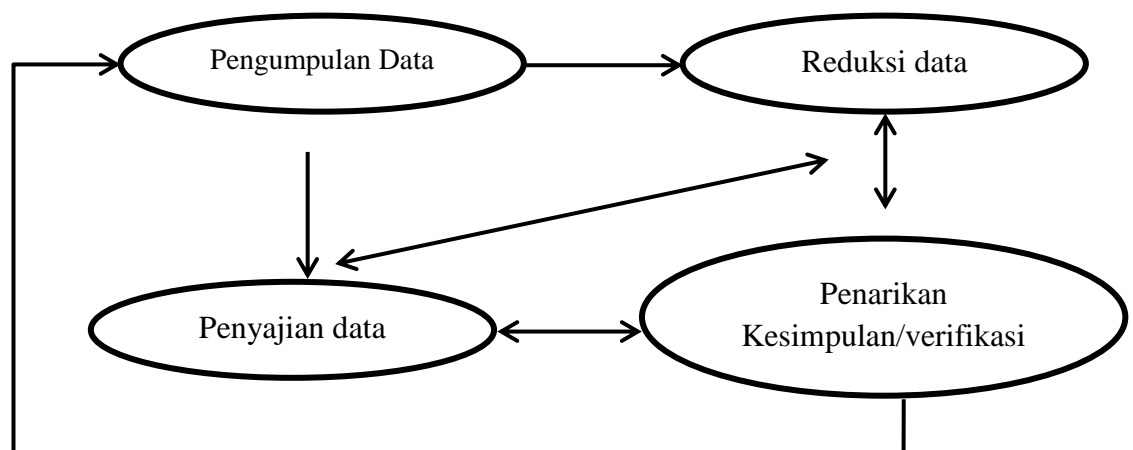 Pengumpulan Data
Reduksi data
Penyajian data
Penarikan
Kesimpulan/verifikasi